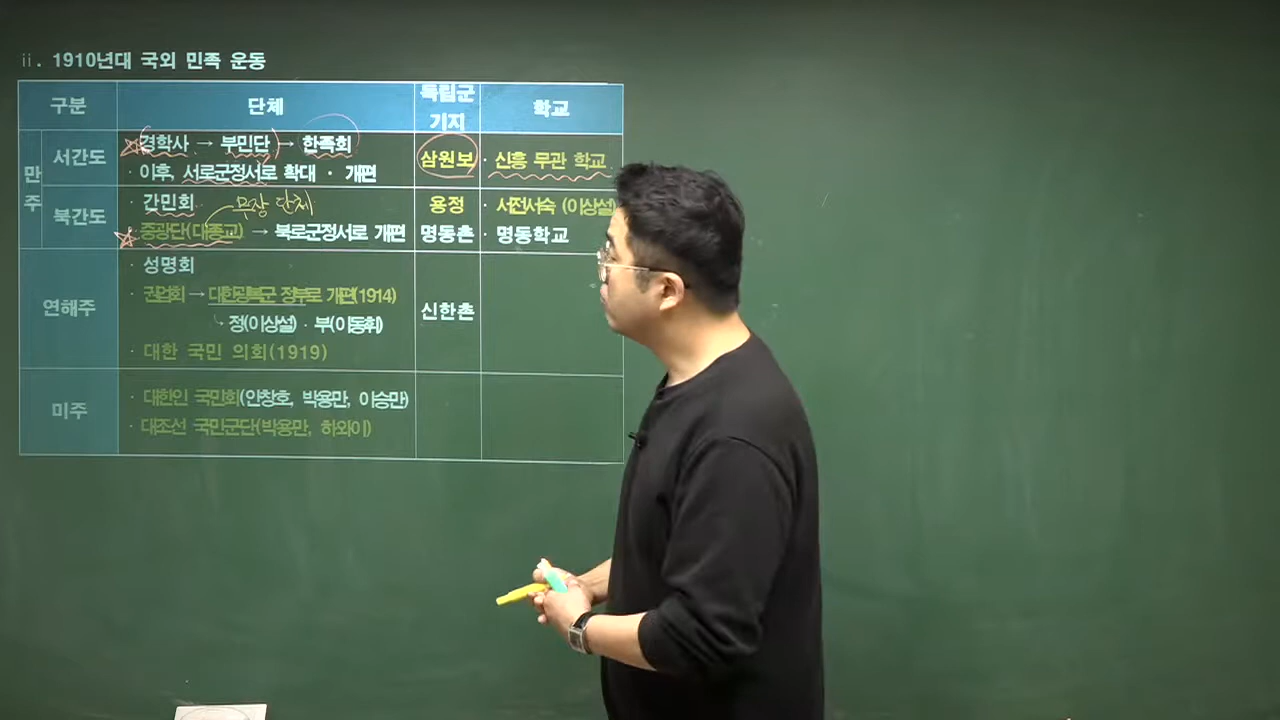 ii. 1910년대 국외 민족 운동
구분 단체 독립군 기지 학교
만주
서간도
경학사 → 부민단 → 한족회
· 이후, 서로군정서로 확대 · 개편
삼원보
· 신흥 무관 학교
북간도
· 간민회
무장 단체
· 중광단(대종교) → 북로군정서로 개편
용정
명동촌
· 서전서숙 (이상설
· 명동학교
연해주
· 성명회
· 권업회 → 대한광복군 정부로 개편(1914)
정(이상설) · 부(이동휘)
· 대한 국민 의회(1919)
신한촌
미주
· 대한인 국민회(안창호, 박용만, 이승만)
· 대조선 국민군단(박용만, 하와이)